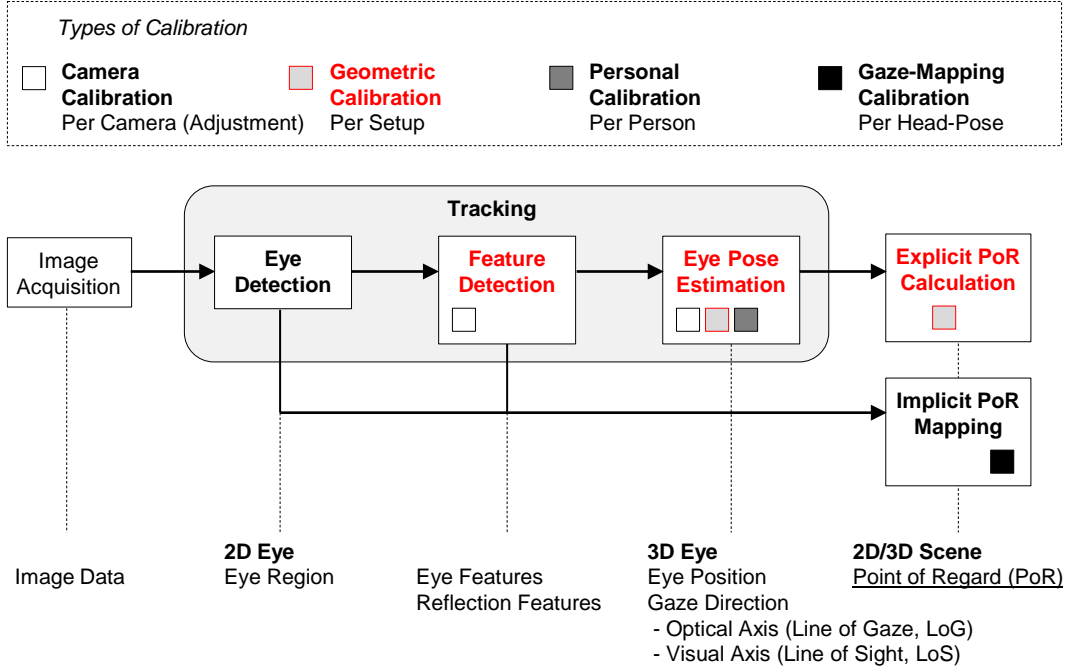 Types of Calibration
Camera
Calibration
Per Camera (Adjustment)
Geometric
Calibration
Per Setup
Personal
Calibration
Per Person
Gaze-Mapping
Calibration
Per Head-Pose
Tracking
Image
Acquisition
Eye
Detection
Feature
Detection
Eye Pose
Estimation
Explicit PoR
Calculation
Implicit PoR
Mapping
Image Data
2D Eye
Eye Region
Eye Features
Reflection Features
3D Eye
Eye Position
Gaze Direction
- Optical Axis (Line of Gaze, LoG)
- Visual Axis (Line of Sight, LoS)
2D/3D Scene
Point of Regard (PoR)